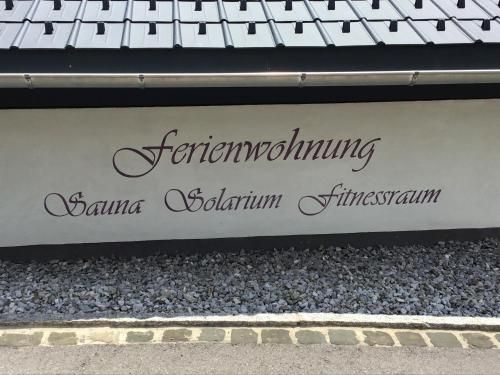 Ferienwohnung
Sauna Solarium Fitnessraum